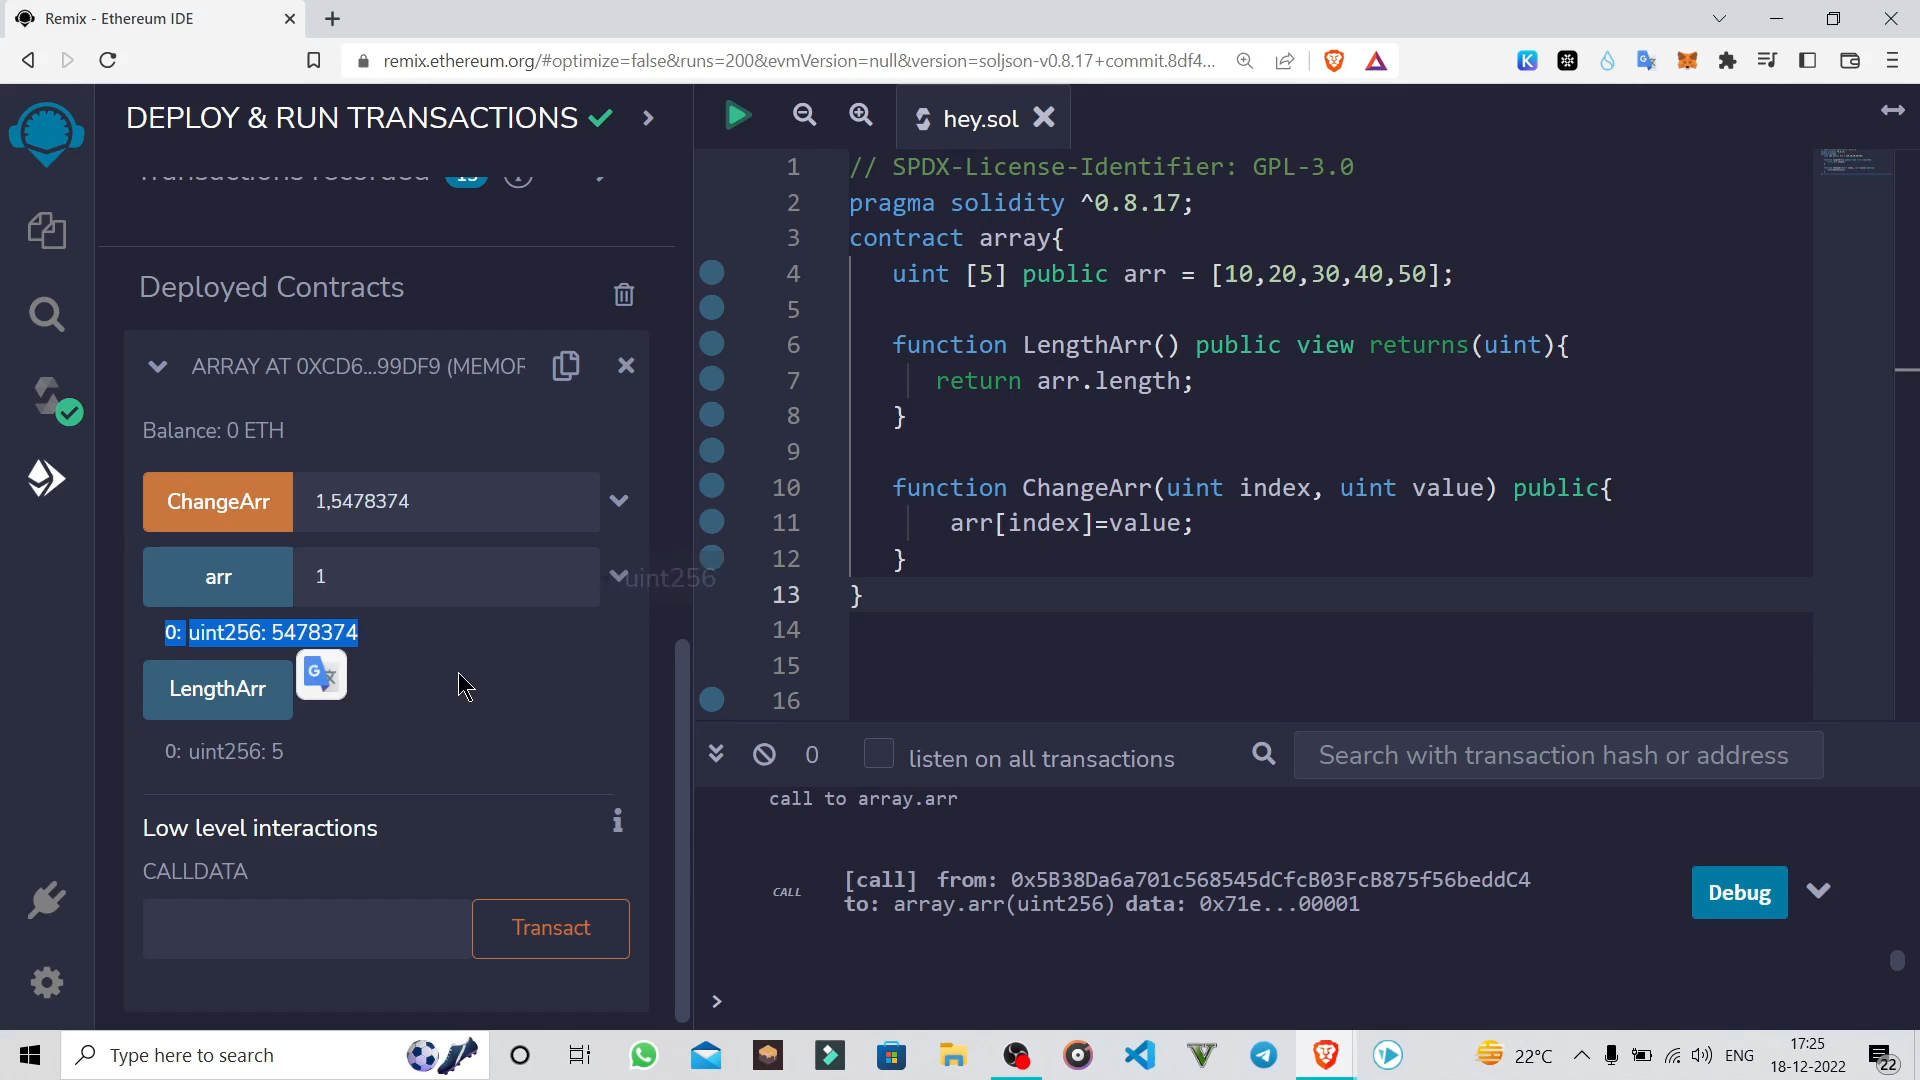 Remix - Ethereum IDE
remix.ethereum.org/#optimize=false&runs=200&evmVersion=null&version=soljson-v0.8.17+commit.8df4...
DEPLOY & RUN TRANSACTIONS
Transactions recorded
Deployed Contracts
ARRAY AT 0XCD6...99DF9 (MEMOR
Balance: 0 ETH
ChangeArr
1,5478374
arr
1
uint256
0: uint256: 5478374
LengthArr
0: uint256: 5
Low level interactions
i
CALLDATA
Transact
hey.sol
1 // SPDX-License-Identifier: GPL-3.0
2 pragma solidity ^0.8.17;
3 contract array{
4 uint [5] public arr = [10,20,30,40,50];
5
6 function LengthArr() public view returns(uint){
7 return arr.length;
8 }
9
10 function ChangeArr(uint index, uint value) public{
11 arr[index]=value;
12 }
13 }
14
15
16
0
listen on all transactions
Search with transaction hash or address
call to array.arr
CALL
[call] from: 0x5B38Da6a701c568545dCfcB03FcB875f56beddC4
to: array.arr(uint256) data: 0x71e...00001
Debug
>
Type here to search
22°C
ENG
17:25
18-12-2022
22